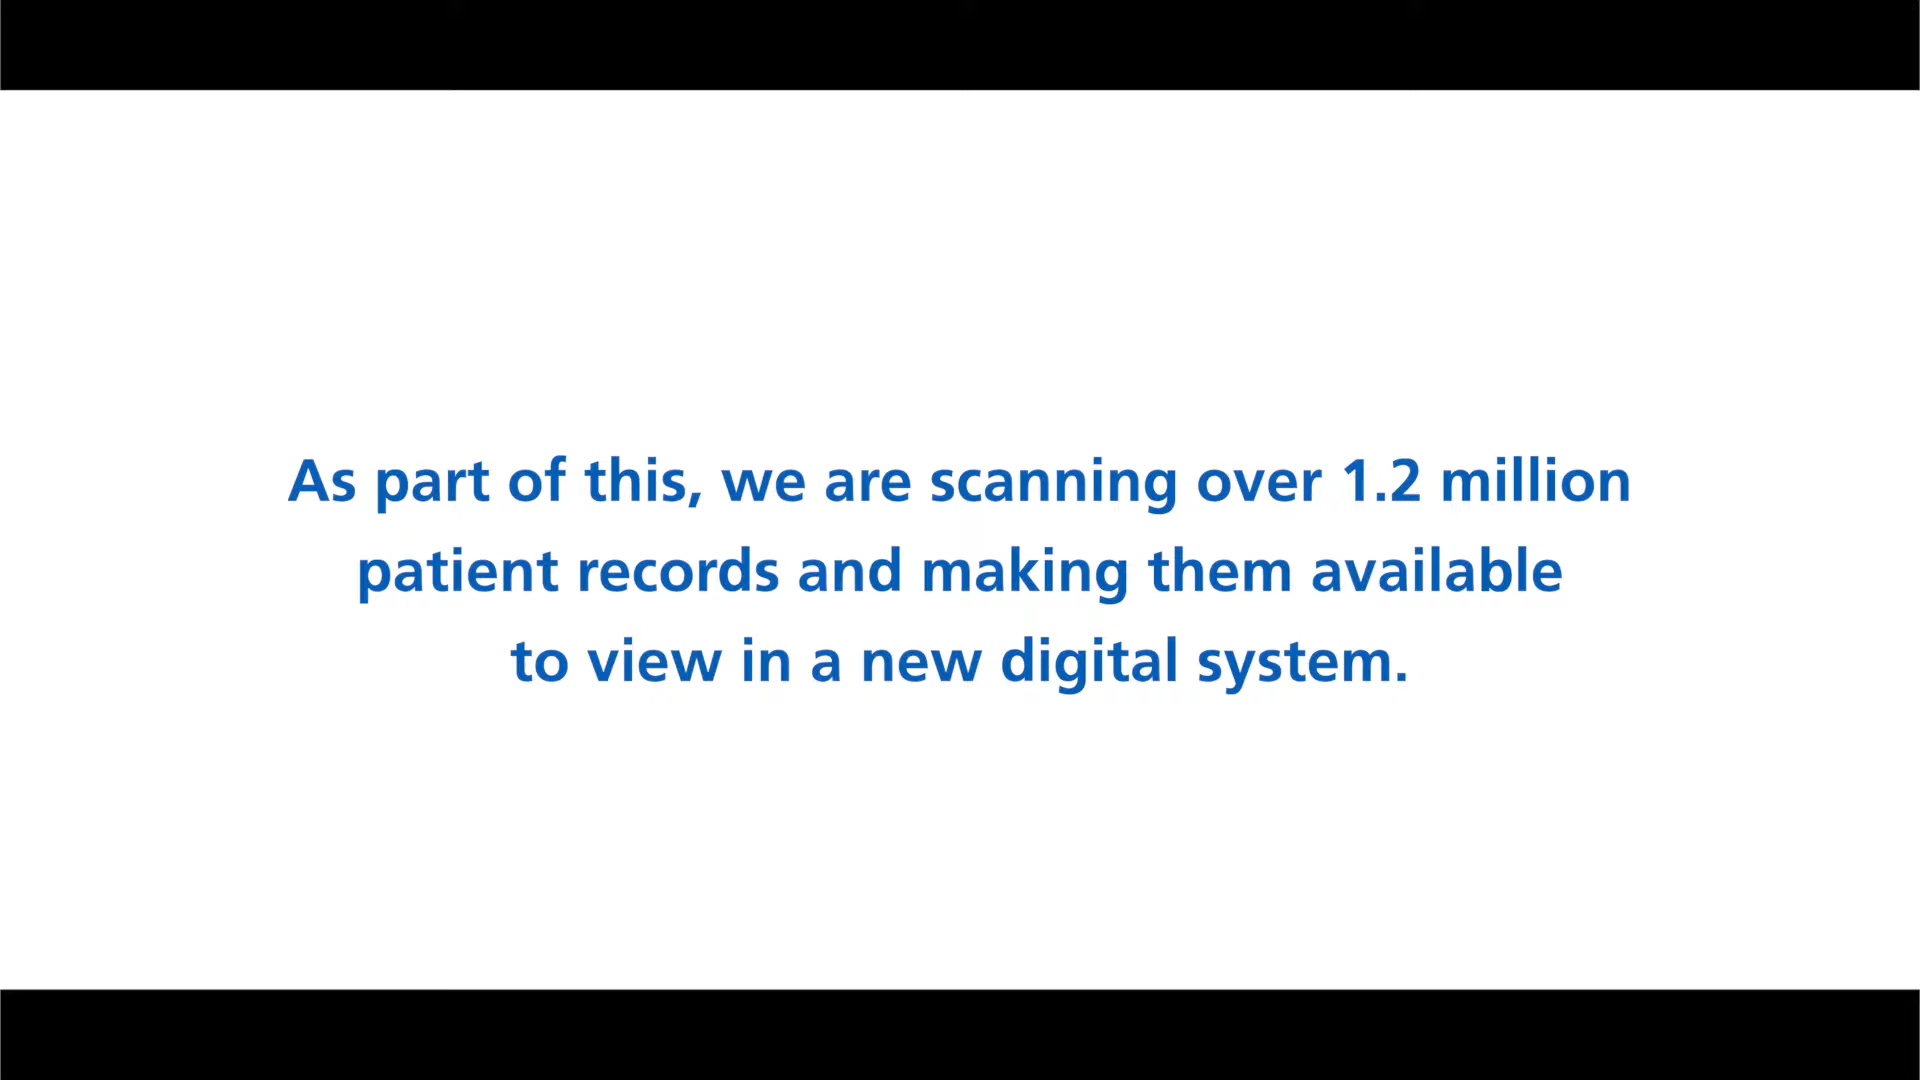 As part of this, we are scanning over 1.2 million
patient records and making them available
to view in a new digital system.